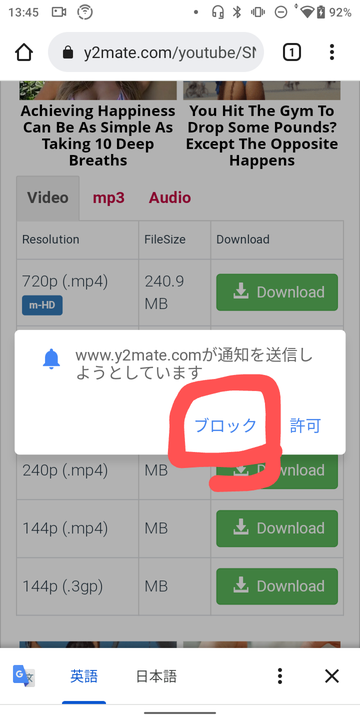 13:45
92%
y2mate.com/youtube/SN
1
Achieving Happiness
Can Be As Simple As
Taking 10 Deep
Breaths
You Hit The Gym To
Drop Some Pounds?
Except The Opposite
Happens
Video mp3 Audio
Resolution FileSize Download
720p (.mp4) 240.9 Download
m-HD MB
www.y2mate.comが通知を送信し
ようとしています
ブロック 許可
240p (.mp4) MB Download
144p (.mp4) MB Download
144p (.3gp) MB Download
英語 日本語